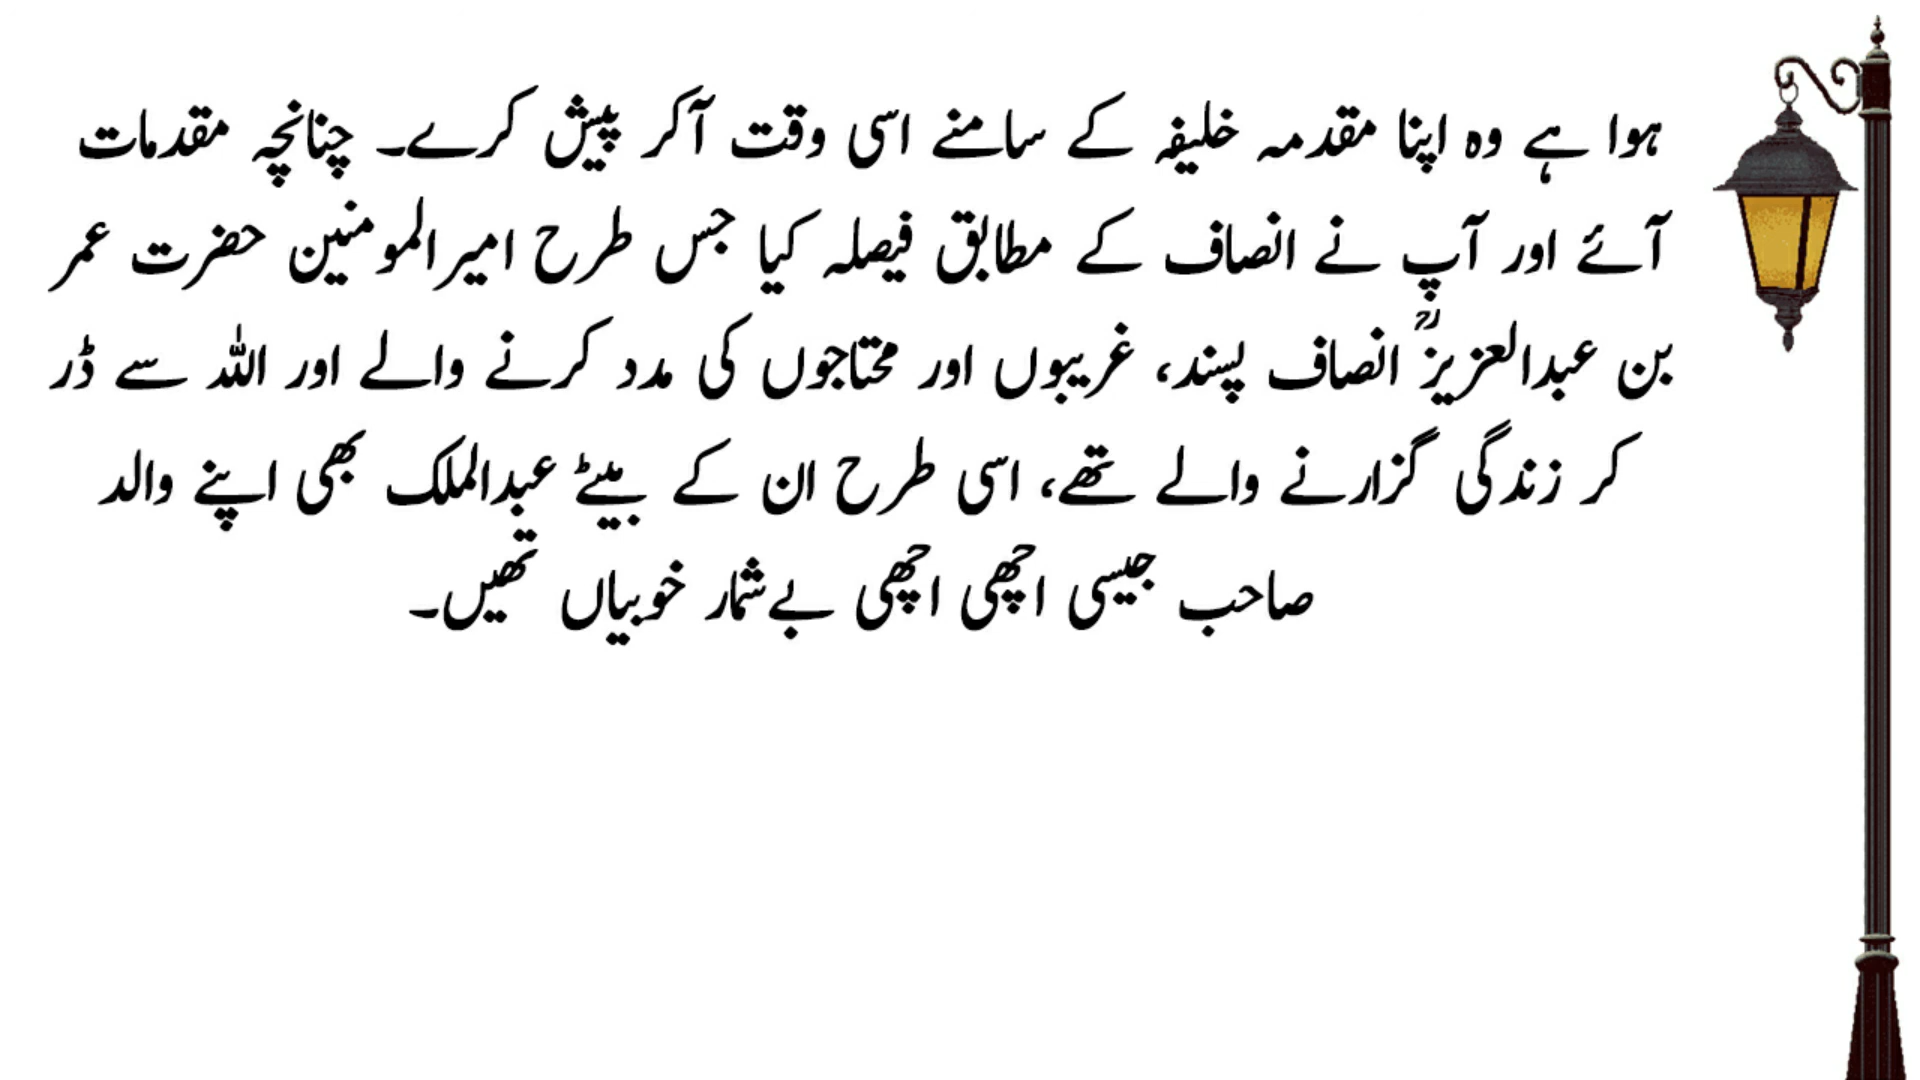 ہوا ہے وہ اپنا مقدمہ خلیفہ کے سامنے اسی وقت آکر پیش کرے۔ چنانچہ مقدمات
آئے اور آپ نے انصاف کے مطابق فیصلہ کیا جس طرح امیرالمومنین حضرت عمر
بن عبدالعزیزؒ انصاف پسند، غریبوں اور محتاجوں کی مدد کرنے والے اور اللہ سے ڈر
کر زندگی گزارنے والے تھے، اسی طرح ان کے بیٹے عبدالملک بھی اپنے والد
صاحب جیسی اچھی اچھی بےشمار خوبیاں تھیں۔